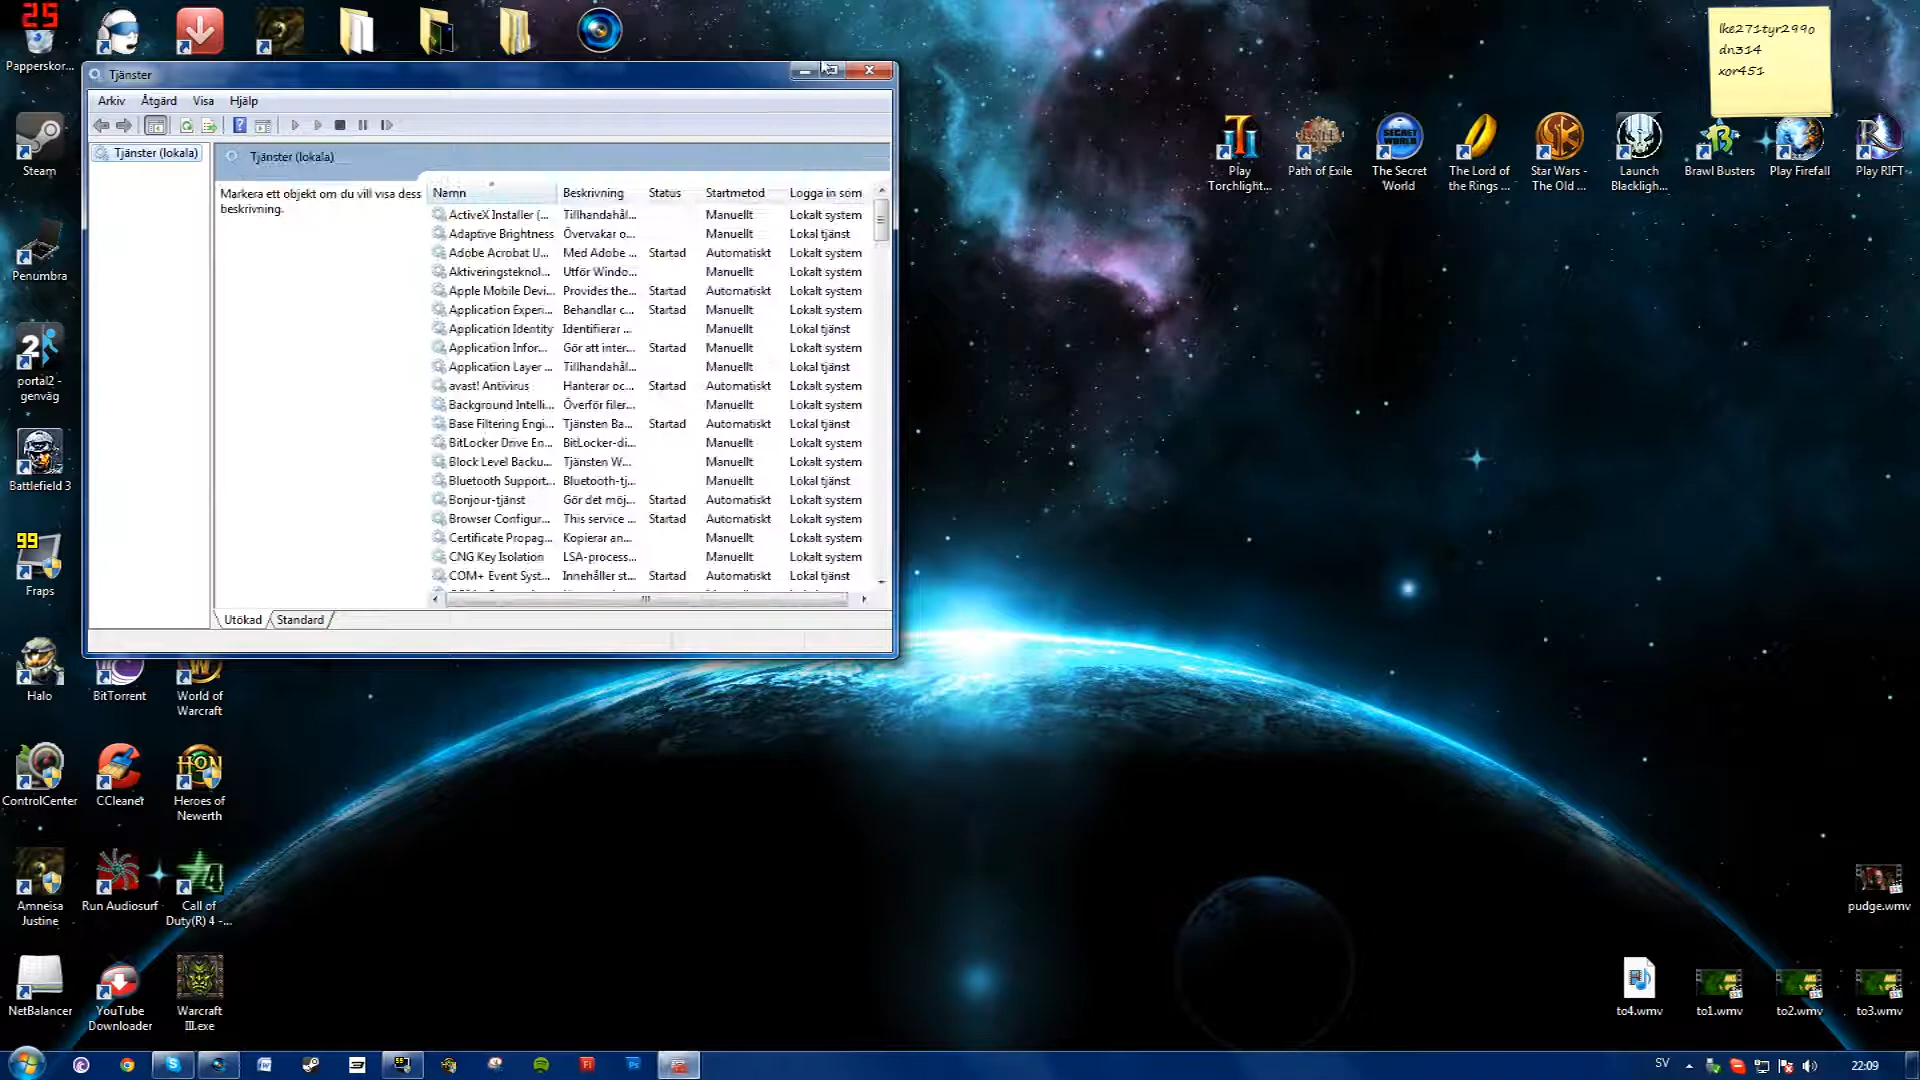 25
Papperskor...
lke271tyr299o
dn314
xor451
Tjänster
Arkiv Åtgärd Visa Hjälp
Tjänster (lokala)
Tjänster (lokala)
Markera ett objekt om du vill visa dess
beskrivning.
Namn Beskrivning Status Startmetod Logga in som
ActiveX Installer (... Tillhandahål... Manuellt Lokalt system
Adaptive Brightness Övervakar o... Manuellt Lokal tjänst
Adobe Acrobat U... Med Adobe ... Startad Automatiskt Lokalt system
Aktiveringsteknol... Utför Windo... Manuellt Lokalt system
Apple Mobile Devi... Provides the... Startad Automatiskt Lokalt system
Application Experi... Behandlar c... Startad Manuellt Lokalt system
Application Identity Identifierar ... Manuellt Lokal tjänst
Application Infor... Gör att inter... Startad Manuellt Lokalt system
Application Layer ... Tillhandahål... Manuellt Lokal tjänst
avast! Antivirus Hanterar oc... Startad Automatiskt Lokalt system
Background Intelli... Överför filer... Manuellt Lokalt system
Base Filtering Engi... Tjänsten Ba... Startad Automatiskt Lokal tjänst
BitLocker Drive En... BitLocker-di... Manuellt Lokalt system
Block Level Backu... Tjänsten W... Manuellt Lokalt system
Bluetooth Support... Bluetooth-tj... Manuellt Lokal tjänst
Bonjour-tjänst Gör det möj... Startad Automatiskt Lokalt system
Browser Configur... This service ... Startad Automatiskt Lokalt system
Certificate Propag... Kopierar an... Manuellt Lokalt system
CNG Key Isolation LSA-process... Manuellt Lokalt system
COM+ Event Syst... Innehåller st... Startad Automatiskt Lokal tjänst
Utökad Standard
Steam
Penumbra
2
portal2 -
genväg
Battlefield 3
99
Fraps
Halo
BitTorrent
World of
Warcraft
ControlCenter
CCleaner
HON
Heroes of
Newerth
Amneisa
Justine
Run Audiosurf
4
Call of
Duty(R) 4 -...
NetBalancer
YouTube
Downloader
Warcraft
III.exe
Play
Torchlight...
Path of Exile
SECRET
WORLD
The Secret
World
The Lord of
the Rings ...
Star Wars -
The Old ...
Launch
Blacklight...
Brawl Busters
Play Firefall
Play RIFT
pudge.wmv
to4.wmv
to1.wmv
to2.wmv
to3.wmv
SV
22:09